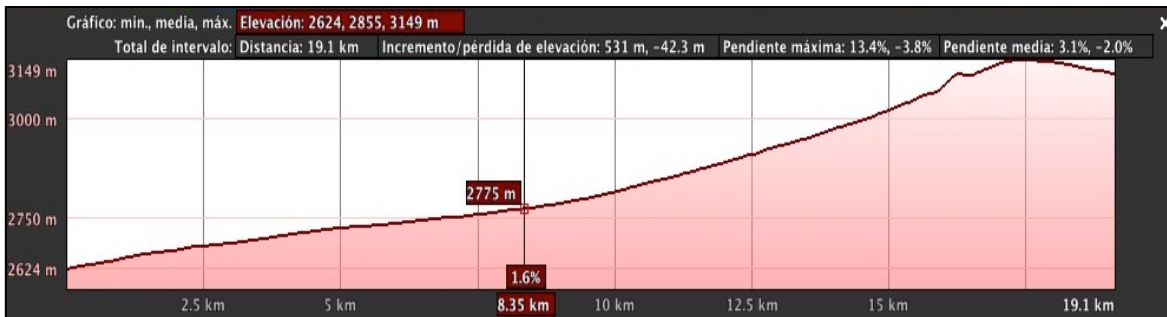 Gráfico: min., media, máx. Elevación: 2624, 2855, 3149 m
Total de intervalo: Distancia: 19.1 km Incremento/pérdida de elevación: 531 m, -42.3 m Pendiente máxima: 13.4%, -3.8% Pendiente media: 3.1%, -2.0%
3149 m
3000 m
2775 m
2750 m
2624 m
1.6%
2.5 km 5 km 8.35 km 10 km 12.5 km 15 km 19.1 km